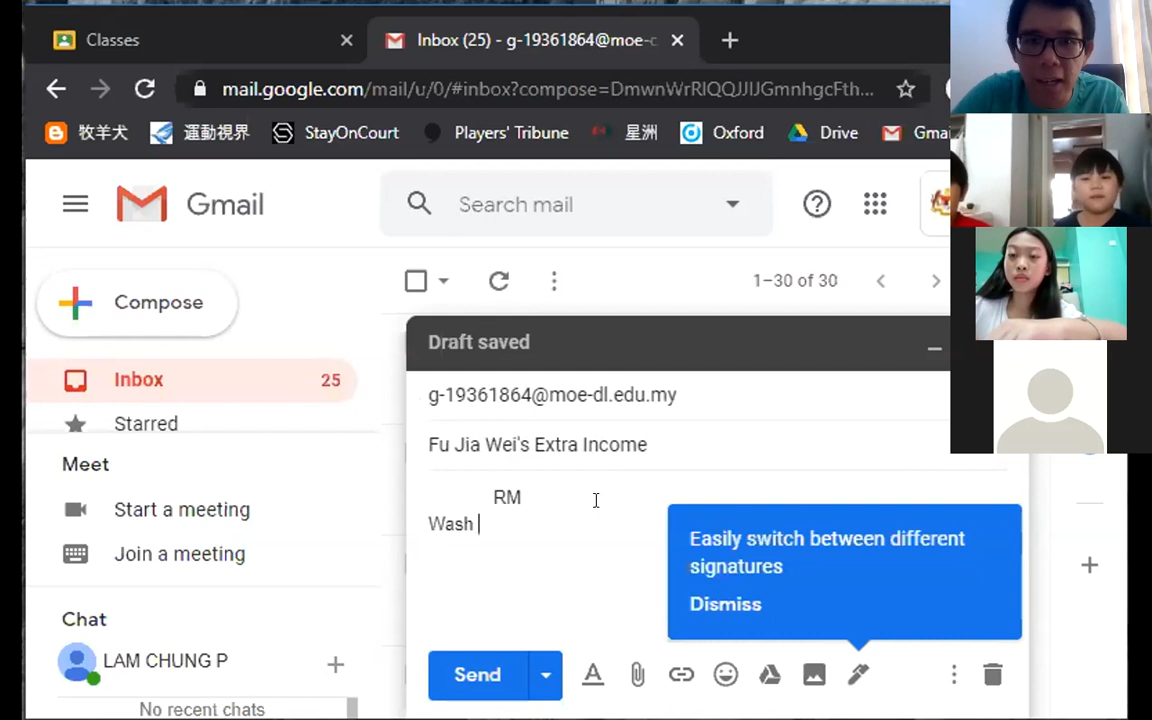 Classes
Inbox (25) - g-19361864@moe-c
mail.google.com/mail/u/0/#inbox?compose=DmwnWrRlQQJJlJGmnhgcFth...
牧羊犬 運動視界 StayOnCourt Players' Tribune 星洲 Oxford Drive Gma
Gmail
Search mail
Compose
1–30 of 30
Draft saved
Inbox 25
g-19361864@moe-dl.edu.my
Starred
Fu Jia Wei's Extra Income
Meet
RM
Start a meeting
Wash
Easily switch between different
signatures
Join a meeting
Dismiss
Chat
LAM CHUNG P
Send
No recent chats